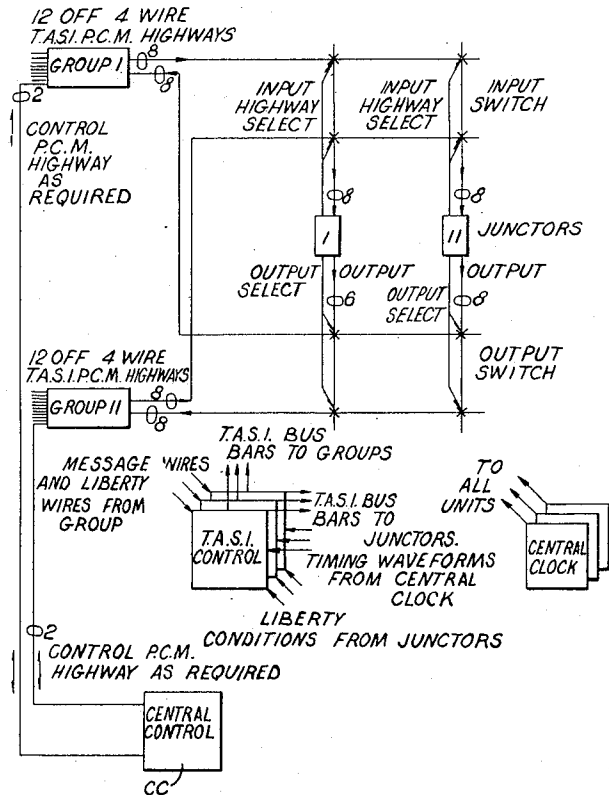 12 OFF 4 WIRE
T.A.S.I. P.C.M. HIGHWAYS
GROUP I
8
8
2
CONTROL
P.C.M.
HIGHWAY
AS
REQUIRED
INPUT
HIGHWAY
SELECT
INPUT
HIGHWAY
SELECT
INPUT
SWITCH
8
8
I
II
JUNCTORS
OUTPUT
SELECT
OUTPUT
6
OUTPUT
SELECT
OUTPUT
8
OUTPUT
SWITCH
12 OFF 4 WIRE
T.A.S.I. P.C.M. HIGHWAYS
GROUP II
8
8
T.A.S.I. BUS
BARS TO GROUPS
MESSAGE WIRES
AND LIBERTY
WIRES FROM
GROUP
T.A.S.I.
CONTROL
T.A.S.I. BUS
BARS TO
JUNCTORS.
TIMING WAVEFORMS
FROM CENTRAL
CLOCK
LIBERTY
CONDITIONS FROM JUNCTORS
TO
ALL
UNITS
CENTRAL
CLOCK
2
CONTROL P.C.M.
HIGHWAY AS REQUIRED
CENTRAL
CONTROL
CC